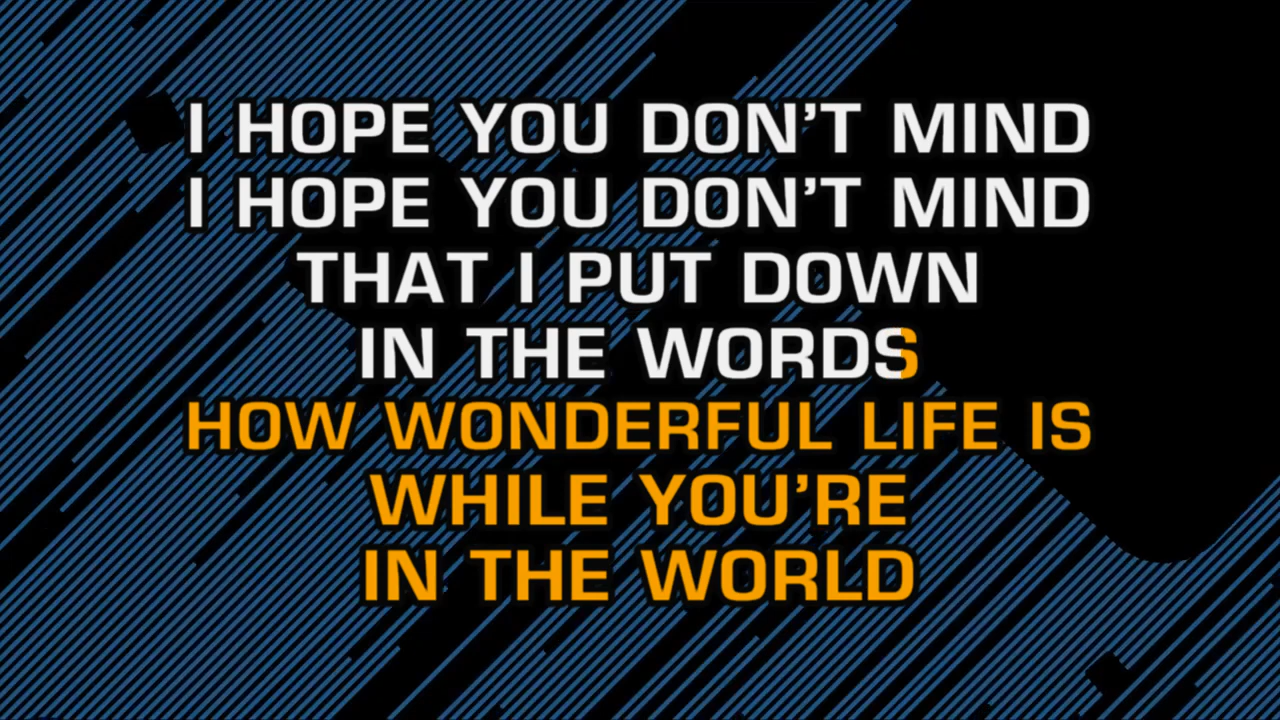 I HOPE YOU DON'T MIND
I HOPE YOU DON'T MIND
THAT I PUT DOWN
IN THE WORDS
HOW WONDERFUL LIFE IS
WHILE YOU'RE
IN THE WORLD